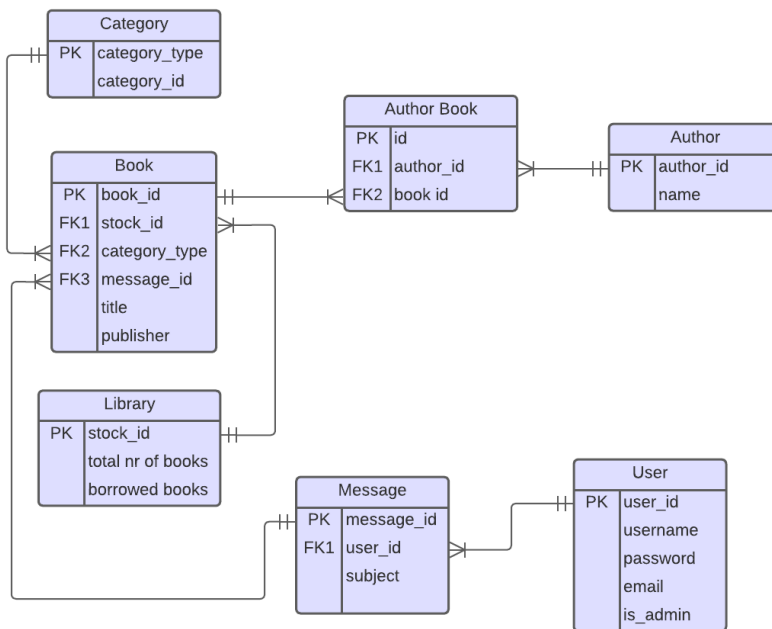 Category
PK category_type
category_id
Book
PK book_id
FK1 stock_id
FK2 category_type
FK3 message_id
title
publisher
Author Book
PK id
FK1 author_id
FK2 book id
Author
PK author_id
name
Library
PK stock_id
total nr of books
borrowed books
Message
PK message_id
FK1 user_id
subject
User
PK user_id
username
password
email
is_admin